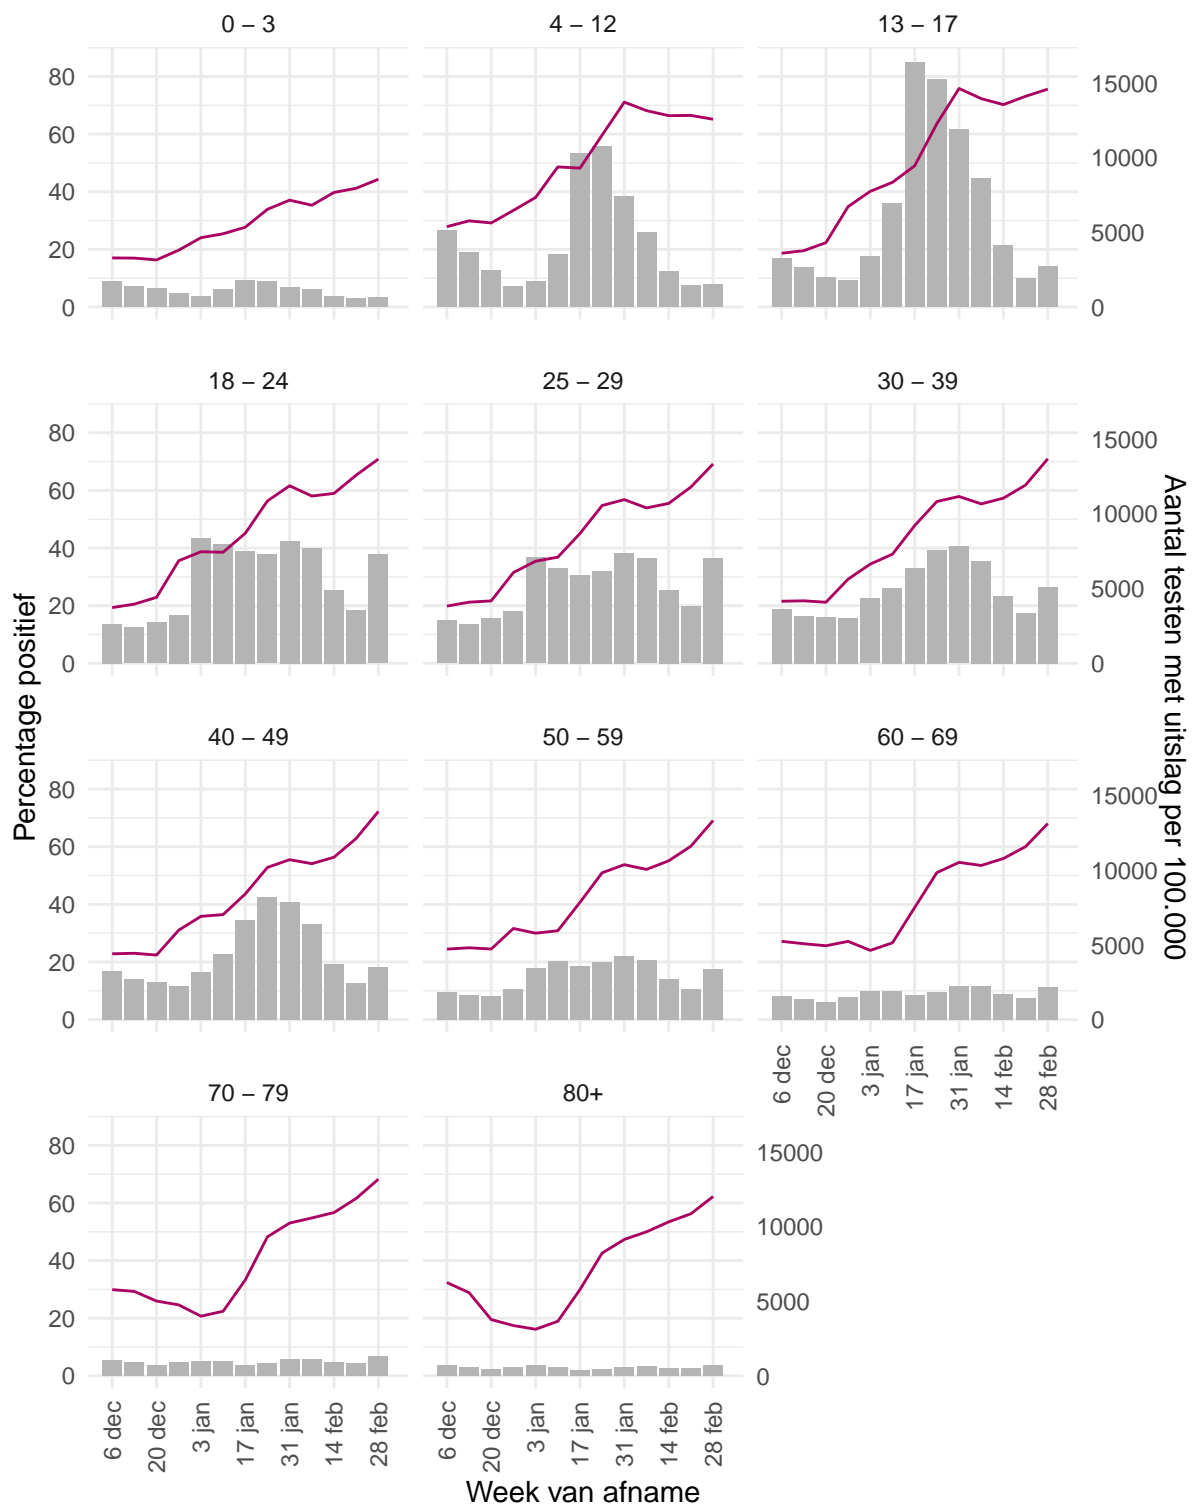 0 – 3
4 – 12
13 – 17
80
60
40
20
0
15000
10000
5000
0
18 – 24
25 – 29
30 – 39
80
60
40
20
0
15000
10000
5000
0
40 – 49
50 – 59
60 – 69
80
60
40
20
0
15000
10000
5000
0
6 dec
20 dec
3 jan
17 jan
31 jan
14 feb
28 feb
70 – 79
80+
80
60
40
20
0
15000
10000
5000
0
6 dec
20 dec
3 jan
17 jan
31 jan
14 feb
28 feb
6 dec
20 dec
3 jan
17 jan
31 jan
14 feb
28 feb
Week van afname
Percentage positief
Aantal testen met uitslag per 100.000